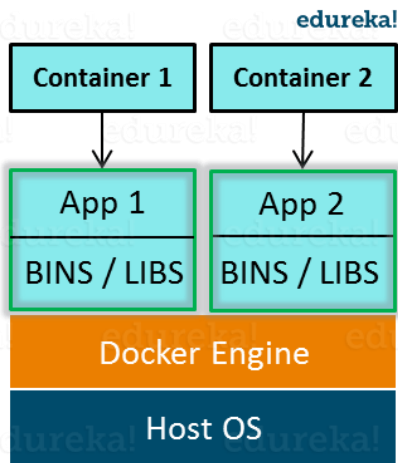 edureka!
Container 1
Container 2
App 1
App 2
BINS / LIBS
BINS / LIBS
Docker Engine
Host OS